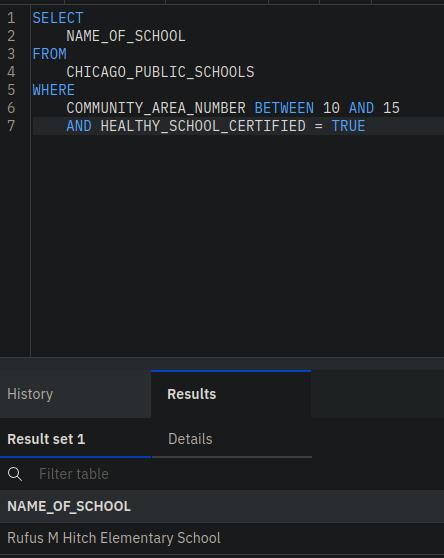 1 SELECT
2 NAME_OF_SCHOOL
3 FROM
4 CHICAGO_PUBLIC_SCHOOLS
5 WHERE
6 COMMUNITY_AREA_NUMBER BETWEEN 10 AND 15
7 AND HEALTHY_SCHOOL_CERTIFIED = TRUE
History Results
Result set 1 Details
Filter table
NAME_OF_SCHOOL
Rufus M Hitch Elementary School